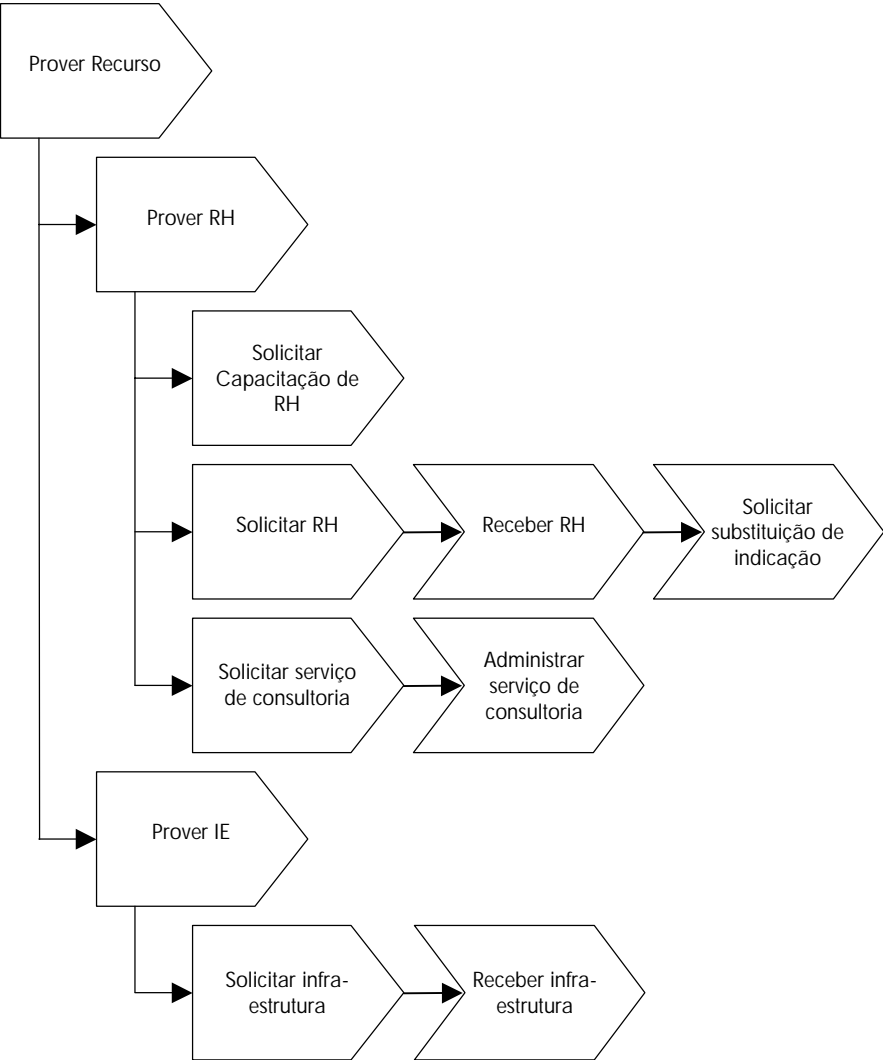 Prover Recurso
Prover RH
Solicitar
Capacitação de
RH
Solicitar RH
Receber RH
Solicitar
substituição de
indicação
Solicitar serviço
de consultoria
Administrar
serviço de
consultoria
Prover IE
Solicitar infra-
estrutura
Receber infra-
estrutura